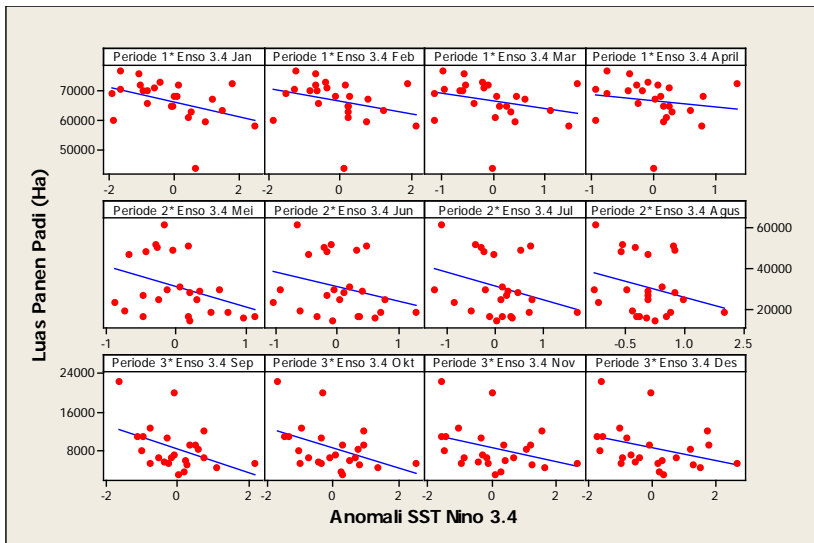 Periode 1* Enso 3.4 Jan
Periode 1* Enso 3.4 Feb
Periode 1* Enso 3.4 Mar
Periode 1* Enso 3.4 April
70000
60000
50000
-2 0 2
-2 0 2
-1 0 1
-1 0 1
Periode 2* Enso 3.4 Mei
Periode 2* Enso 3.4 Jun
Periode 2* Enso 3.4 Jul
Periode 2* Enso 3.4 Agus
60000
40000
20000
-1 0 1
-1 0 1
-1 0 1
-0.5 1.0 2.5
Periode 3* Enso 3.4 Sep
Periode 3* Enso 3.4 Okt
Periode 3* Enso 3.4 Nov
Periode 3* Enso 3.4 Des
24000
16000
8000
-2 0 2
-2 0 2
-2 0 2
-2 0 2
Luas Panen Padi (Ha)
Anomali SST Nino 3.4